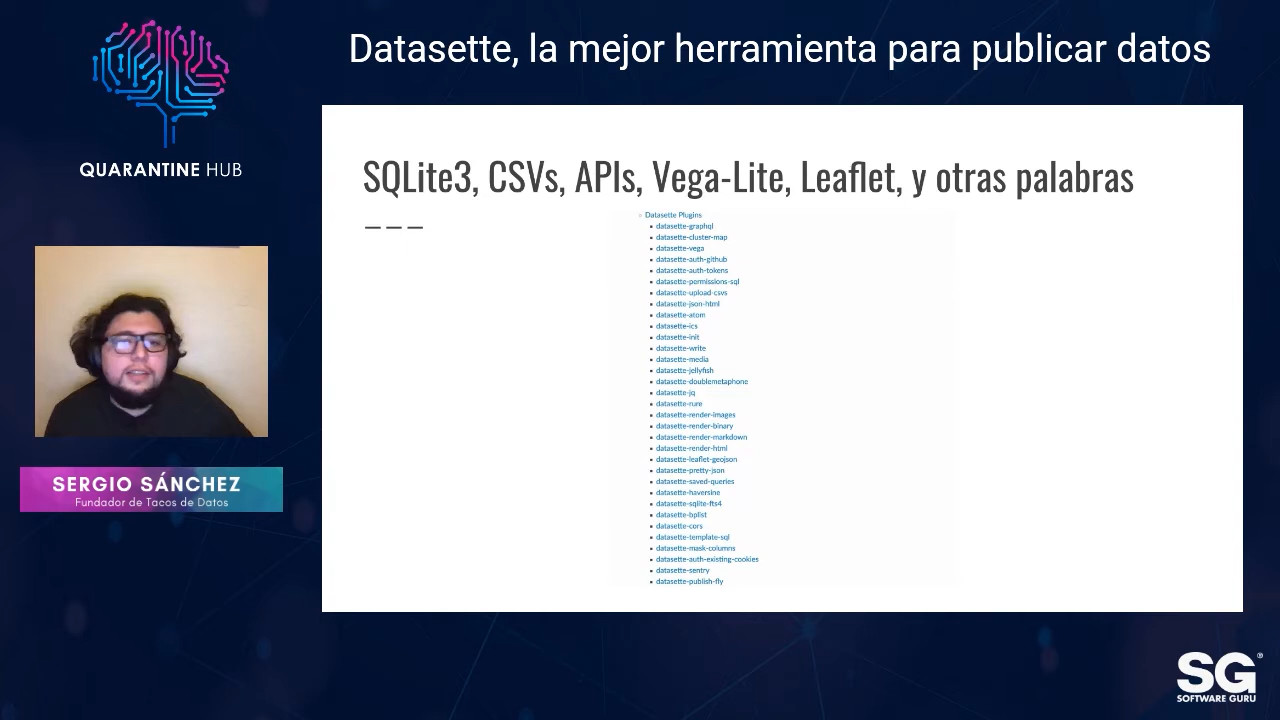 Datasette, la mejor herramienta para publicar datos
QUARANTINE HUB
SQLite3, CSVs, APIs, Vega-Lite, Leaflet, y otras palabras
Datasette Plugins
datasette-graphql
datasette-cluster-map
datasette-vega
datasette-auth-github
datasette-auth-tokens
datasette-permissions-sql
datasette-upload-csvs
datasette-json-html
datasette-atom
datasette-ics
datasette-init
datasette-write
datasette-media
datasette-jellyfish
datasette-doublemetaphone
datasette-jq
datasette-rure
datasette-render-images
datasette-render-binary
datasette-render-markdown
datasette-render-html
datasette-leaflet-geojson
datasette-pretty-json
datasette-saved-queries
datasette-haversine
datasette-sqlite-fts4
datasette-bplist
datasette-cors
datasette-template-sql
datasette-mask-columns
datasette-auth-existing-cookies
datasette-sentry
datasette-publish-fly
SERGIO SÁNCHEZ
Fundador de Tacos de Datos
SG®
SOFTWARE GURU